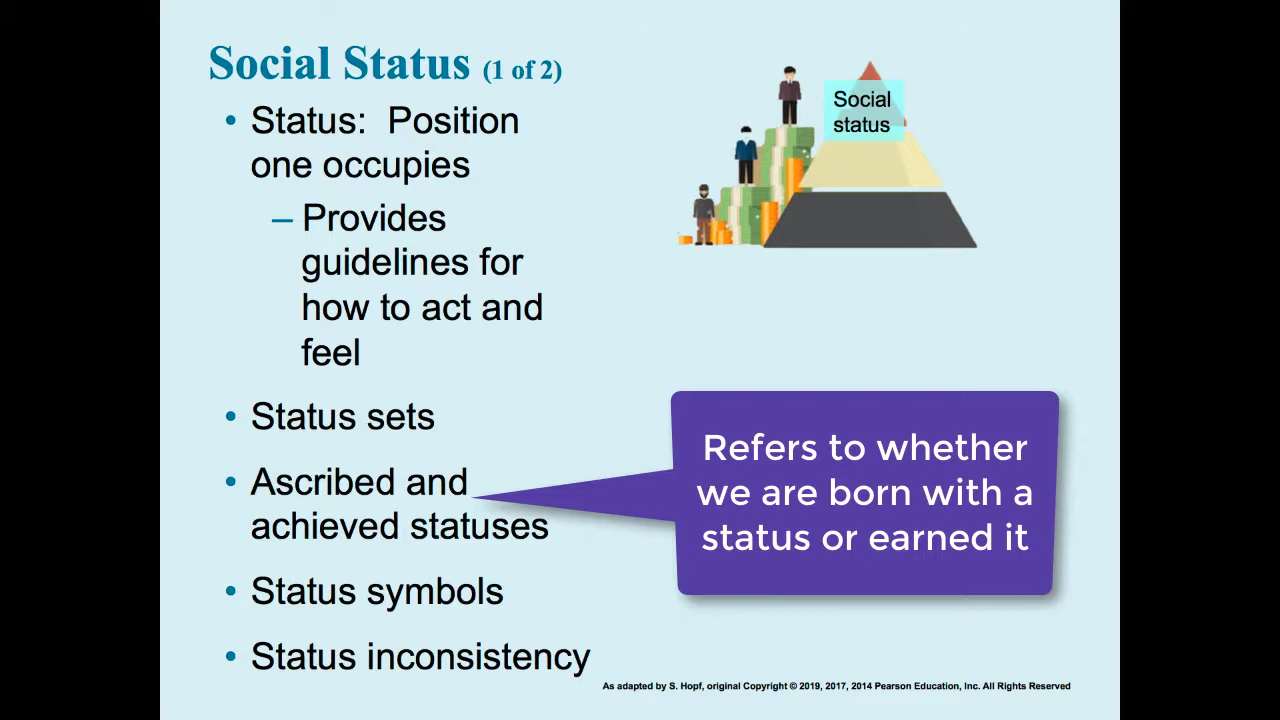 Social Status (1 of 2)
• Status:  Position
one occupies
– Provides
guidelines for
how to act and
feel
• Status sets
• Ascribed and
achieved statuses
• Status symbols
• Status inconsistency
Social
status
Refers to whether
we are born with a
status or earned it
As adapted by S. Hopf, original Copyright © 2019, 2017, 2014 Pearson Education, Inc. All Rights Reserved